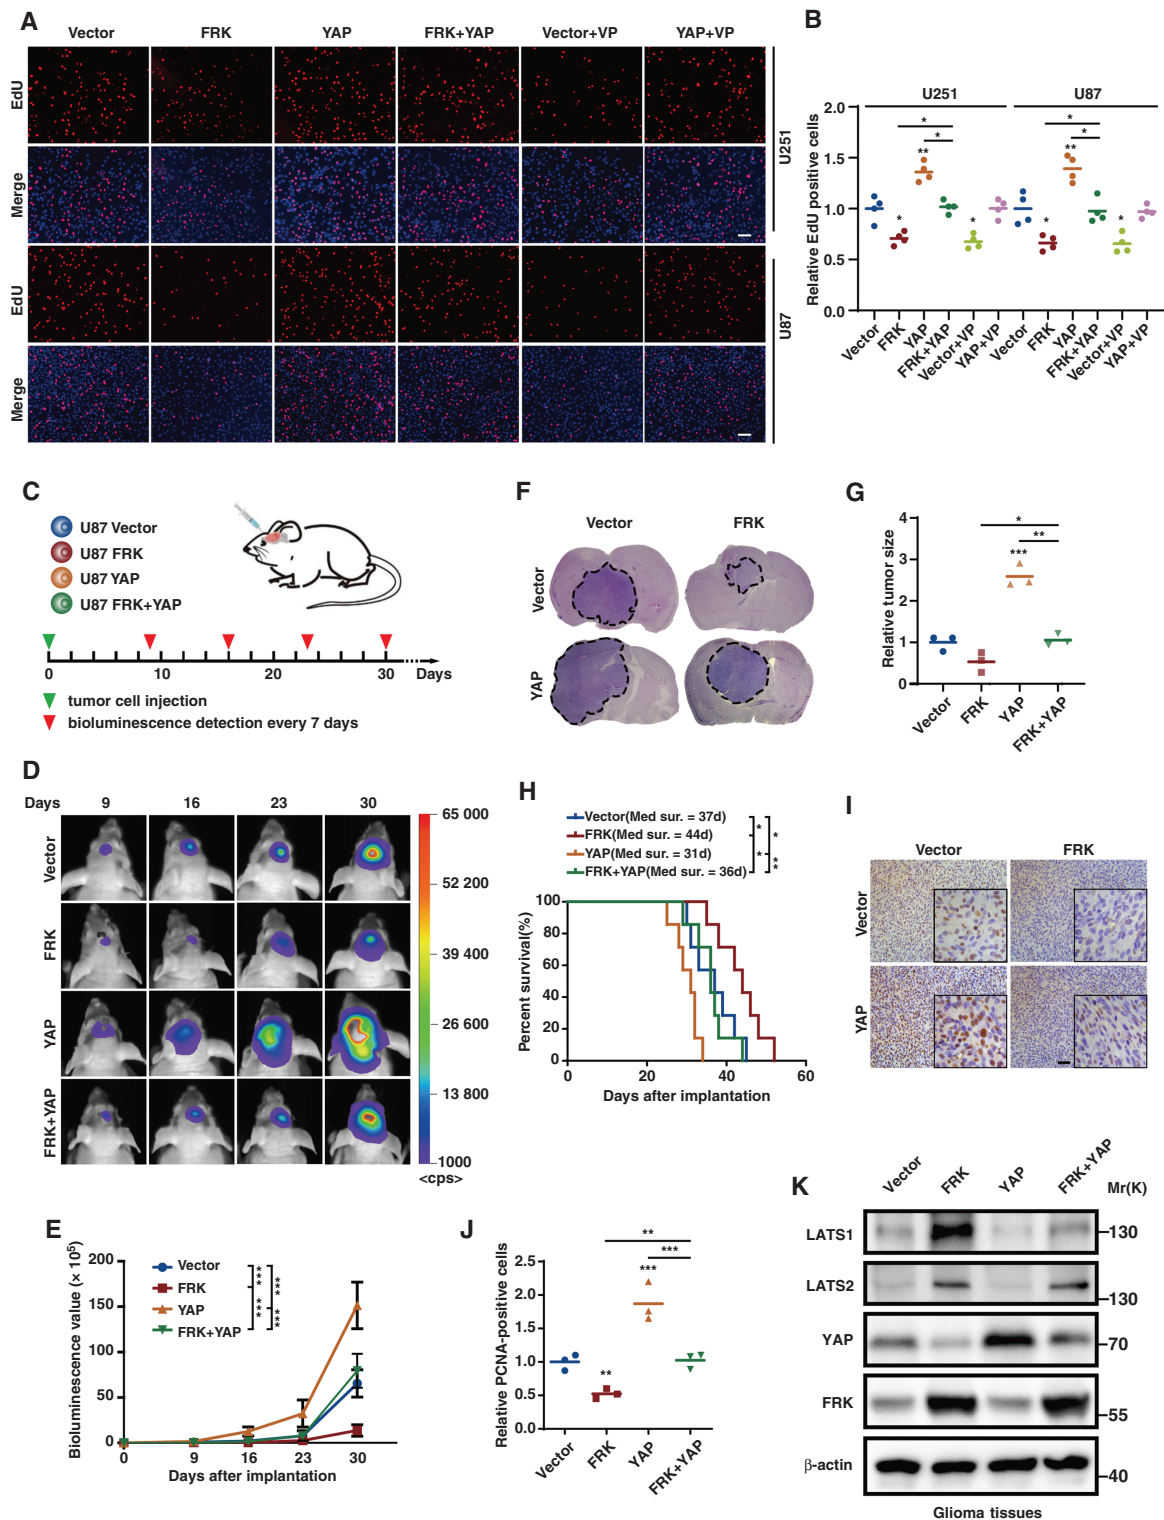 A
Vector FRK YAP FRK+YAP Vector+VP YAP+VP
EdU
Merge
U251
EdU
Merge
U87
B
U251 U87
Relative EdU positive cells
2.0
1.5
1.0
0.5
0.0
* * * *
** **
* * * *
Vector FRK YAP FRK+YAP Vector+VP YAP+VP Vector FRK YAP FRK+YAP Vector+VP YAP+VP
C
U87 Vector
U87 FRK
U87 YAP
U87 FRK+YAP
0 10 20 30 Days
tumor cell injection
bioluminescence detection every 7 days
D
Days 9 16 23 30
Vector
FRK
YAP
FRK+YAP
65 000
52 200
39 400
26 600
13 800
1000
<cps>
E
Bioluminescence value (× 10⁵)
200
150
100
50
0
Vector
FRK
YAP
FRK+YAP
*** ***
*** ***
0 9 16 23 30
Days after implantation
F
Vector FRK
Vector
YAP
G
Relative tumor size
4
3
2
1
0
*
**
***
Vector FRK YAP FRK+YAP
H
Vector(Med sur. = 37d)
FRK(Med sur. = 44d)
YAP(Med sur. = 31d)
FRK+YAP(Med sur. = 36d)
* *
* **
Percent survival(%)
100
80
60
40
20
0
0 20 40 60
Days after implantation
I
Vector FRK
Vector
YAP
J
Relative PCNA-positive cells
2.5
2.0
1.5
1.0
0.5
0
**
***
***
**
Vector FRK YAP FRK+YAP
K
Vector FRK YAP FRK+YAP Mr(K)
LATS1 130
LATS2 130
YAP 70
FRK 55
β-actin 40
Glioma tissues